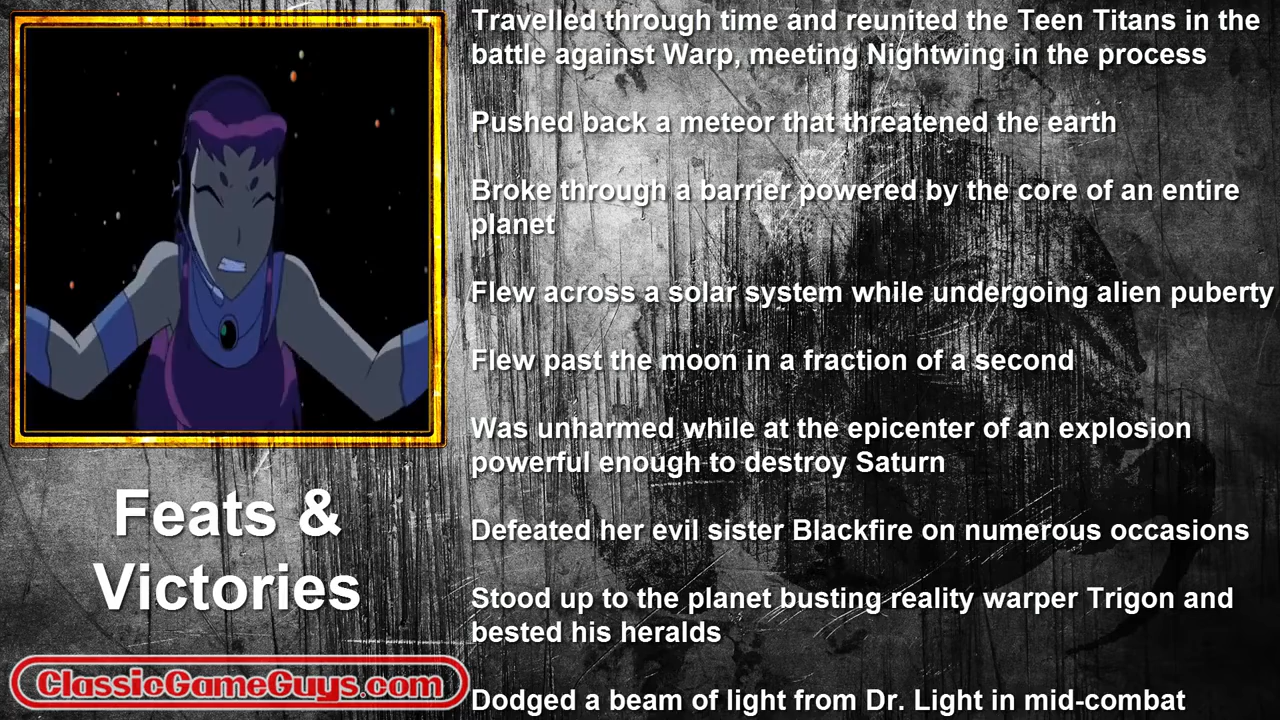 Travelled through time and reunited the Teen Titans in the
battle against Warp, meeting Nightwing in the process
Pushed back a meteor that threatened the earth
Broke through a barrier powered by the core of an entire
planet
Flew across a solar system while undergoing alien puberty
Flew past the moon in a fraction of a second
Was unharmed while at the epicenter of an explosion
powerful enough to destroy Saturn
Defeated her evil sister Blackfire on numerous occasions
Stood up to the planet busting reality warper Trigon and
bested his heralds
Dodged a beam of light from Dr. Light in mid-combat
Feats &
Victories
ClassicGameGuys.com